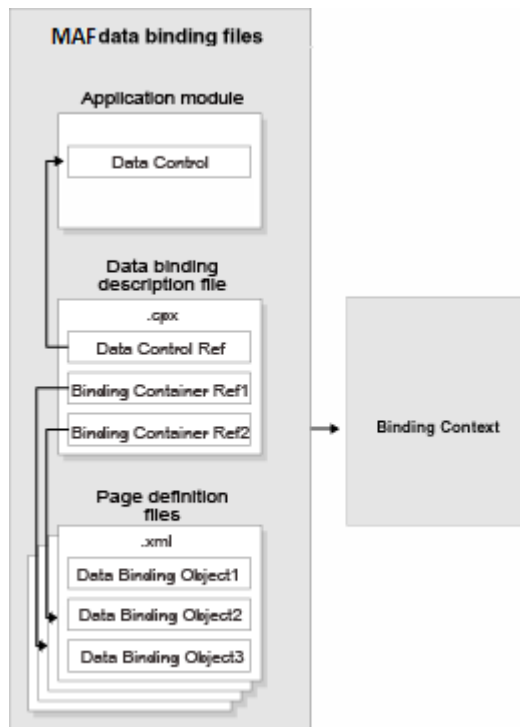 MAF data binding files
Application module
Data Control
Data binding
description file
.cpx
Data Control Ref
Binding Container Ref1
Binding Container Ref2
Binding Context
Page definition
files
.xml
Data Binding Object1
Data Binding Object2
Data Binding Object3